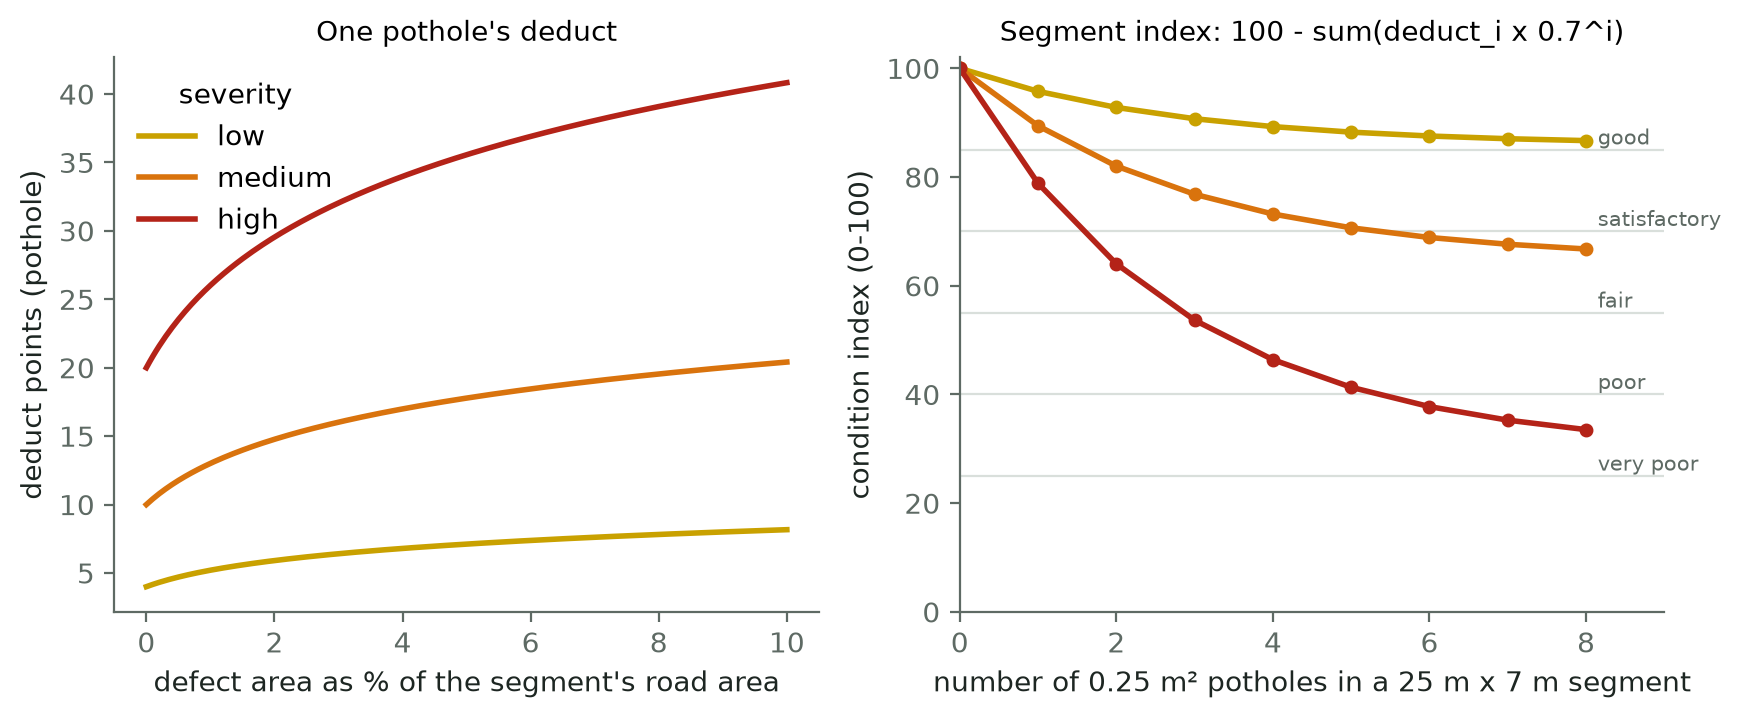 One pothole's deduct
severity
low
medium
high
40
35
30
25
20
15
10
5
deduct points (pothole)
0 2 4 6 8 10
defect area as % of the segment's road area
Segment index: 100 - sum(deduct_i x 0.7^i)
100
80
60
40
20
0
condition index (0-100)
good
satisfactory
fair
poor
very poor
0 2 4 6 8
number of 0.25 m² potholes in a 25 m x 7 m segment